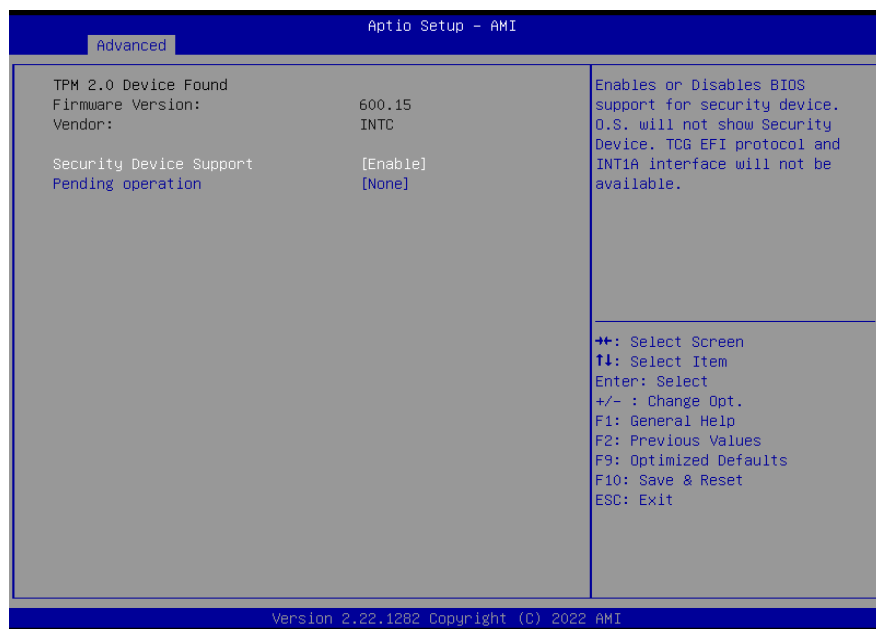 Aptio Setup – AMI
Advanced
TPM 2.0 Device Found
Firmware Version: 600.15
Vendor: INTC
Security Device Support [Enable]
Pending operation [None]
Enables or Disables BIOS
support for security device.
O.S. will not show Security
Device. TCG EFI protocol and
INT1A interface will not be
available.
→←: Select Screen
↑↓: Select Item
Enter: Select
+/- : Change Opt.
F1: General Help
F2: Previous Values
F9: Optimized Defaults
F10: Save & Reset
ESC: Exit
Version 2.22.1282 Copyright (C) 2022 AMI